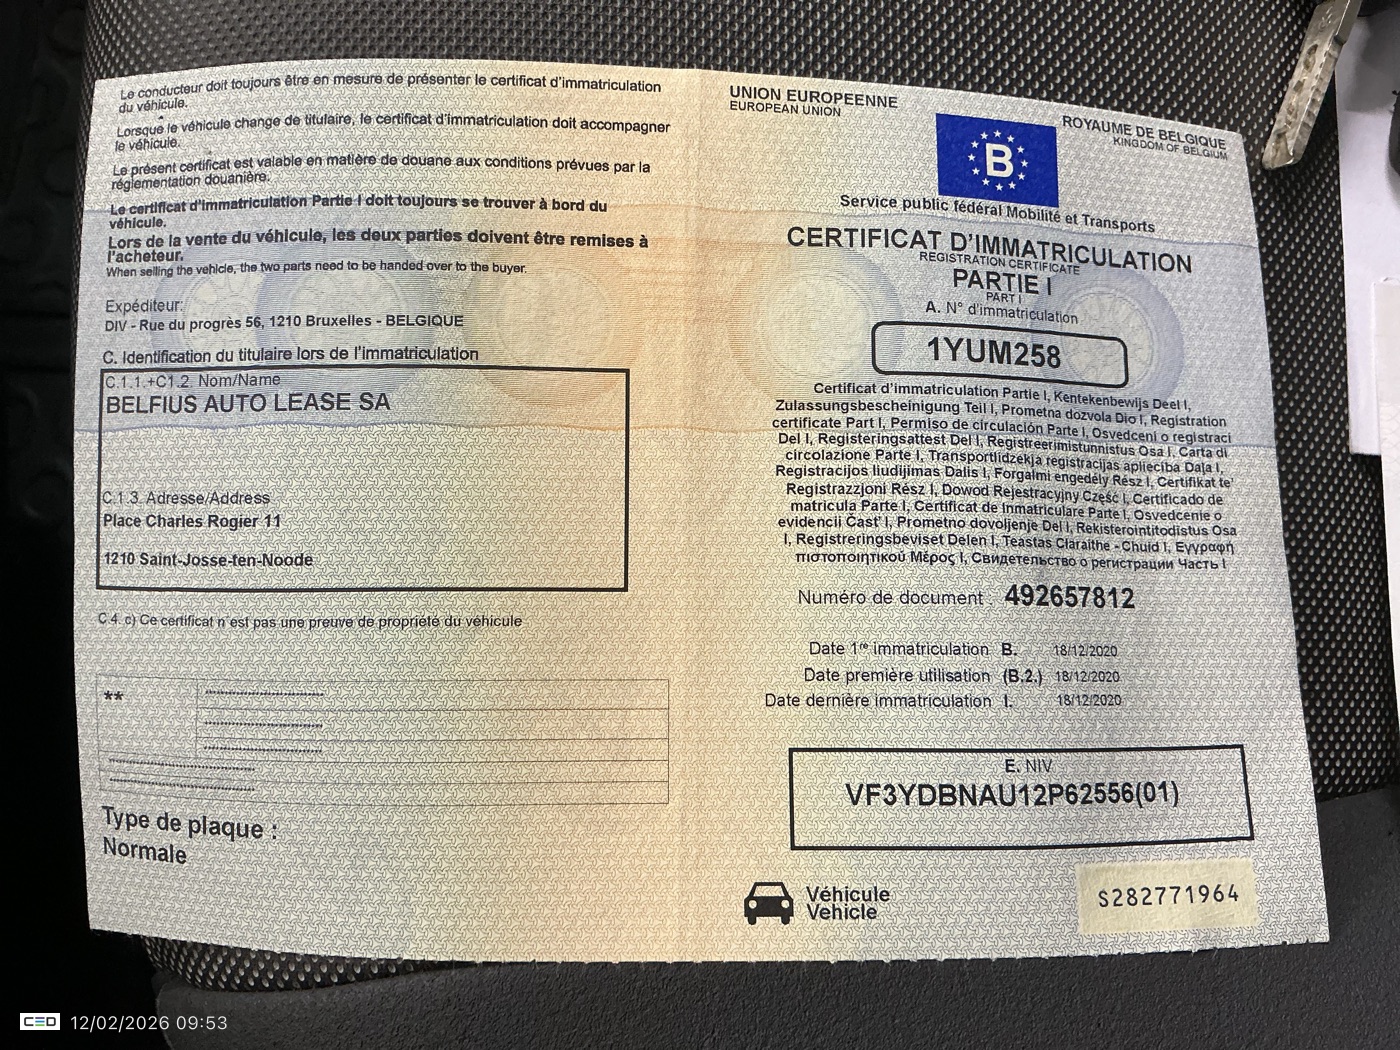 Le conducteur doit toujours être en mesure de présenter le certificat d'immatriculation
du véhicule.
Lorsque le véhicule change de titulaire, le certificat d'immatriculation doit accompagner
le véhicule.
Le présent certificat est valable en matière de douane aux conditions prévues par la
réglementation douanière.
Le certificat d'immatriculation Partie I doit toujours se trouver à bord du
véhicule.
Lors de la vente du véhicule, les deux parties doivent être remises à
l'acheteur.
When selling the vehicle, the two parts need to be handed over to the buyer.
Expéditeur:
DIV - Rue du progrès 56, 1210 Bruxelles - BELGIQUE
C. Identification du titulaire lors de l'immatriculation
C.1.1.+C1.2. Nom/Name
BELFIUS AUTO LEASE SA
C.1.3. Adresse/Address
Place Charles Rogier 11
1210 Saint-Josse-ten-Noode
C.4. c) Ce certificat n'est pas une preuve de propriété du véhicule
**
Type de plaque :
Normale
UNION EUROPEENNE
EUROPEAN UNION
B
ROYAUME DE BELGIQUE
KINGDOM OF BELGIUM
Service public fédéral Mobilité et Transports
CERTIFICAT D'IMMATRICULATION
REGISTRATION CERTIFICATE
PARTIE I
PART I
A. N° d'immatriculation
1YUM258
Certificat d'immatriculation Partie I, Kentekenbewijs Deel I,
Zulassungsbescheinigung Teil I, Prometna dozvola Dio I, Registration
certificate Part I, Permiso de circulación Parte I, Osvedceni o registraci
Del I, Registeringsattest Del I, Registreerimistunnistus Osa I, Carta di
circolazione Parte I, Transportlidzekja registracijas aplieciba Daļa I,
Registracijos liudijimas Dalis I, Forgalmi engedély Rész I, Certifikat te'
Registrazzjoni Rész I, Dowod Rejestracyjny Część I, Certificado de
matricula Parte I, Certificat de Inmatriculare Parte I, Osvedcenie o
evidencii Časť I, Prometno dovoljenje Del I, Rekisterointitodistus Osa
I, Registreringsbeviset Delen I, Teastas Claraithe - Chuid I, Εγγραφή
πιστοποιητικού Μέρος I, Свидетельство о регистрации Часть I
Numéro de document : 492657812
Date 1re immatriculation B. 18/12/2020
Date première utilisation (B.2.) 18/12/2020
Date dernière immatriculation I. 18/12/2020
E. NIV
VF3YDBNAU12P62556(01)
Véhicule
Vehicle
S282771964
CED 12/02/2026 09:53